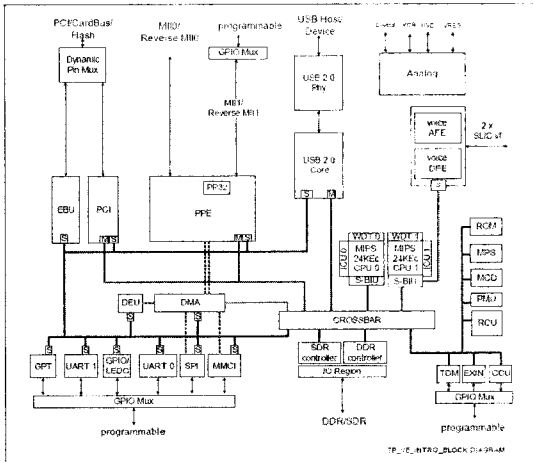 PCI/CardBus/
Flash
Dynamic
Pin Mux
MII0/
Reverse MII0
programmable
GPIO Mux
MII1/
Reverse MII1
USB Host/
Device
USB 2.0
Phy
USB 2.0
Core
Analog
voice
AFE
voice
DFE
2 x
S
S
M
EBU
S
PCI
M
S
PP32
PPE
M
S
WDT 0
WDT 1
ICU 0
MIPS
24KEc
CPU 0
MIPS
24KEc
CPU 1
ICU 1
S-BIU
S-BIU
ROM
MPS
MCD
PMU
RCU
DEU
S
DMA
S
CROSSBAR
SDR
controller
DDR
controller
IO Region
DDR/SDR
S
S
S
S
S
S
GPT
UART 1
GPIO/
LEDC
UART 0
SPI
MMCI
GPIO Mux
programmable
TDM
EXIN
GPIO Mux
programmable